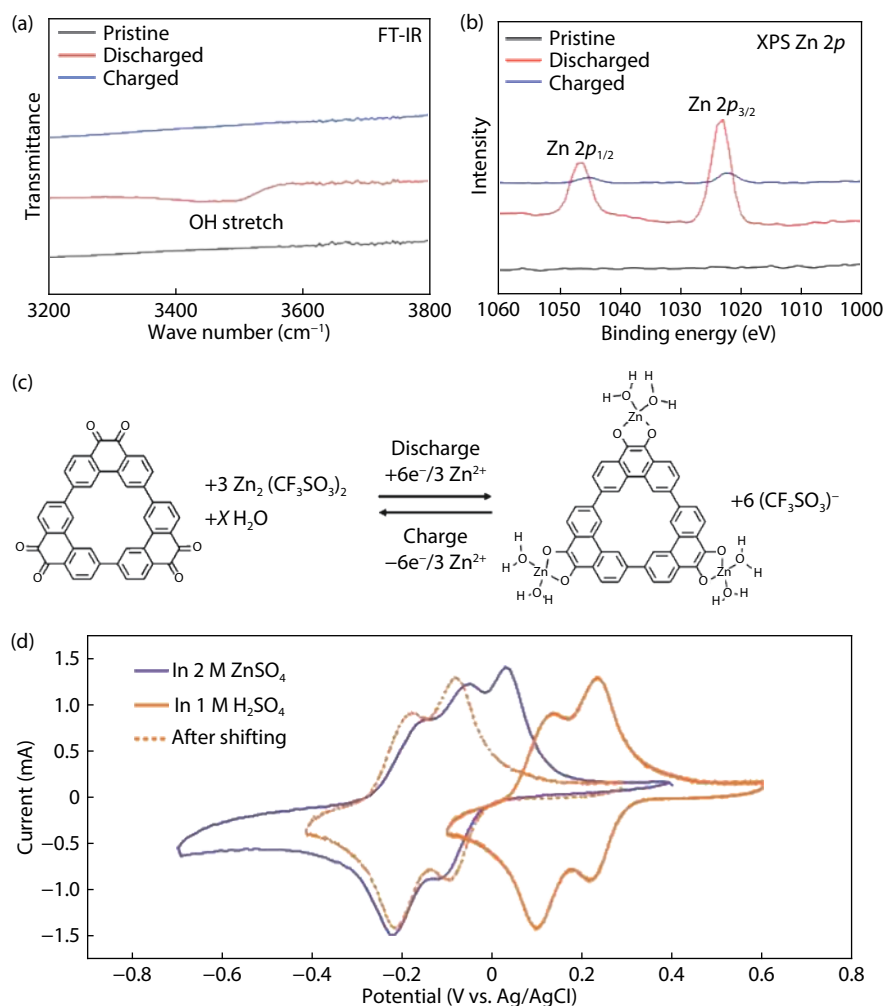 (a)
Pristine
Discharged
Charged
FT-IR
OH stretch
Transmittance
3200 3400 3600 3800
Wave number (cm⁻¹)
(b)
Pristine
Discharged
Charged
XPS Zn 2p
Zn 2p₁/₂
Zn 2p₃/₂
Intensity
1060 1050 1040 1030 1020 1010 1000
Binding energy (eV)
(c)
O O
O
O
O
O
+3 Zn₂ (CF₃SO₃)₂
+X H₂O
Discharge
+6e⁻/3 Zn²⁺
Charge
−6e⁻/3 Zn²⁺
H H
H O O H
Zn
O O
H
H O O
Zn
O O
H H
O O H
Zn
O O H
H H
+6 (CF₃SO₃)⁻
(d)
In 2 M ZnSO₄
In 1 M H₂SO₄
After shifting
Current (mA)
1.5
1.0
0.5
0
−0.5
−1.0
−1.5
−0.8 −0.6 −0.4 −0.2 0 0.2 0.4 0.6 0.8
Potential (V vs. Ag/AgCl)